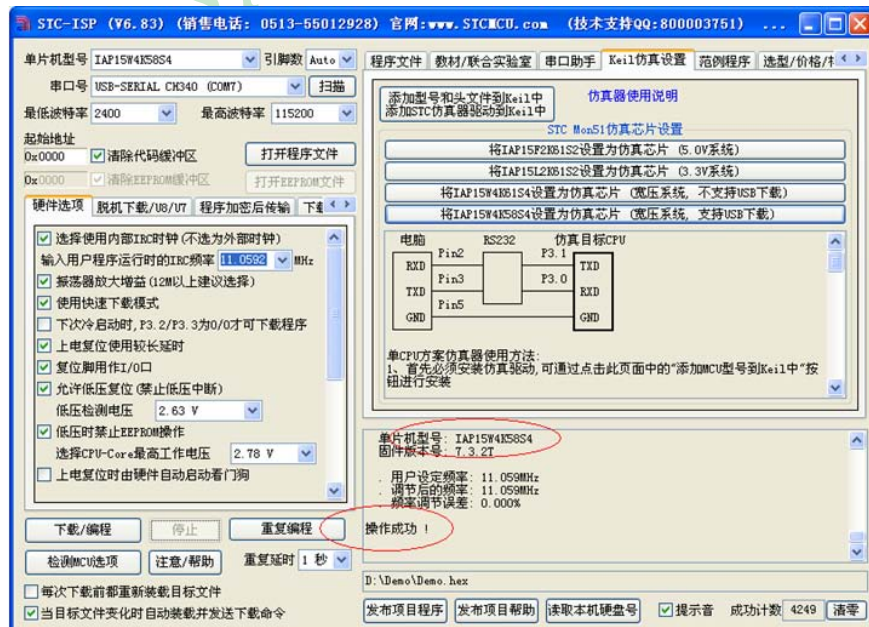 STC-ISP (V6.83) (销售电话: 0513-55012928) 官网:www.STCMCU.com (技术支持QQ:800003751) ...
单片机型号 IAP15W4K58S4 引脚数 Auto
串口号 USB-SERIAL CH340 (COM7) 扫描
最低波特率 2400 最高波特率 115200
起始地址
0x0000 清除代码缓冲区 打开程序文件
0x0000 清除EEPROM缓冲区 打开EEPROM文件
硬件选项 脱机下载/U8/U7 程序加密后传输
选择使用内部IRC时钟(不选为外部时钟)
输入用户程序运行时的IRC频率 11.0592 MHz
振荡器放大增益(12M以上建议选择)
使用快速下载模式
下次冷启动时,P3.2/P3.3为0/0才可下载程序
上电复位使用较长延时
复位脚用作I/O口
允许低压复位(禁止低压中断)
低压检测电压 2.63 V
低压时禁止EEPROM操作
选择CPU-Core最高工作电压 2.78 V
上电复位时由硬件自动启动看门狗
下载/编程 停止 重复编程
检测MCU选项 注意/帮助 重复延时 1 秒
每次下载前都重新装载目标文件
当目标文件变化时自动装载并发送下载命令
程序文件 教材/联合实验室 串口助手 Keil仿真设置 范例程序 选型/价格/
添加型号和头文件到Keil中
添加STC仿真器驱动到Keil中
仿真器使用说明
STC Mon51仿真芯片设置
将IAP15F2K61S2设置为仿真芯片 (5.0V系统)
将IAP15L2K61S2设置为仿真芯片 (3.3V系统)
将IAP15W4K61S4设置为仿真芯片 (宽压系统, 不支持USB下载)
将IAP15W4K58S4设置为仿真芯片 (宽压系统, 支持USB下载)
电脑 RS232 仿真目标CPU
RXD Pin2 P3.1 TXD
TXD Pin3 P3.0 RXD
GND Pin5 GND
单CPU方案仿真器使用方法:
1、首先必须安装仿真驱动,可通过点击此页面中的"添加MCU型号到Keil中"按
钮进行安装
单片机型号: IAP15W4K58S4
固件版本号: 7.3.2T
. 用户设定频率: 11.059MHz
. 调节后的频率: 11.059MHz
. 频率调节误差: 0.000%
操作成功 !
D:\Demo\Demo.hex
发布项目程序 发布项目帮助 读取本机硬盘号 提示音 成功计数 4249 清零